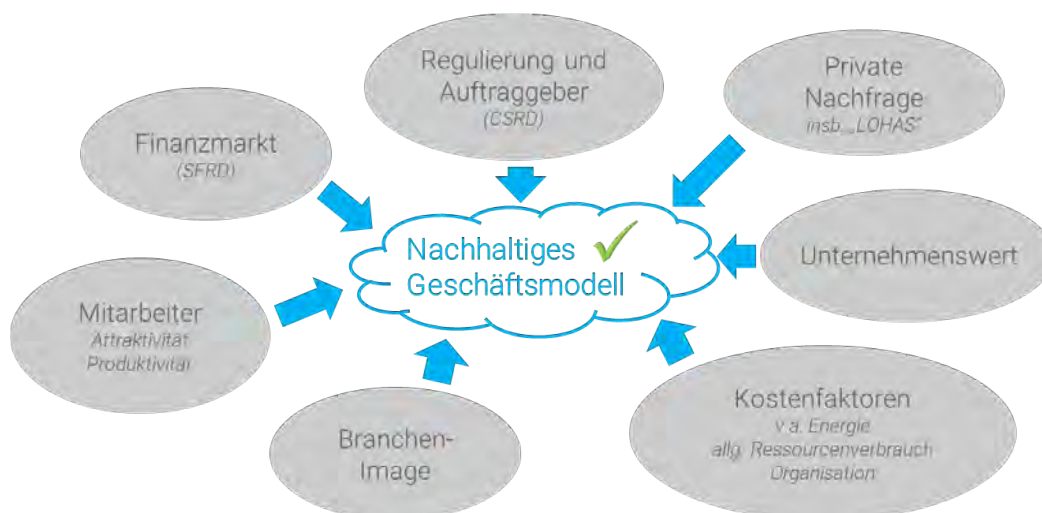 Regulierung und
Auftraggeber
(CSRD)
Private
Nachfrage
insb. „LOHAS“
Finanzmarkt
(SFRD)
Nachhaltiges
Geschäftsmodell
Unternehmenswert
Mitarbeiter
Attraktivität
Produktivität
Branchen-
Image
Kostenfaktoren
v.a. Energie
allg. Ressourcenverbrauch
Organisation